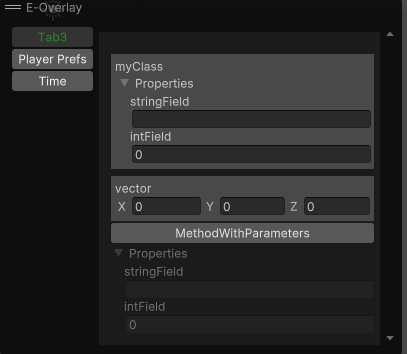 E-Overlay
Tab3
Player Prefs
Time
myClass
Properties
stringField
intField
0
vector
X 0 Y 0 Z 0
MethodWithParameters
Properties
stringField
intField
0